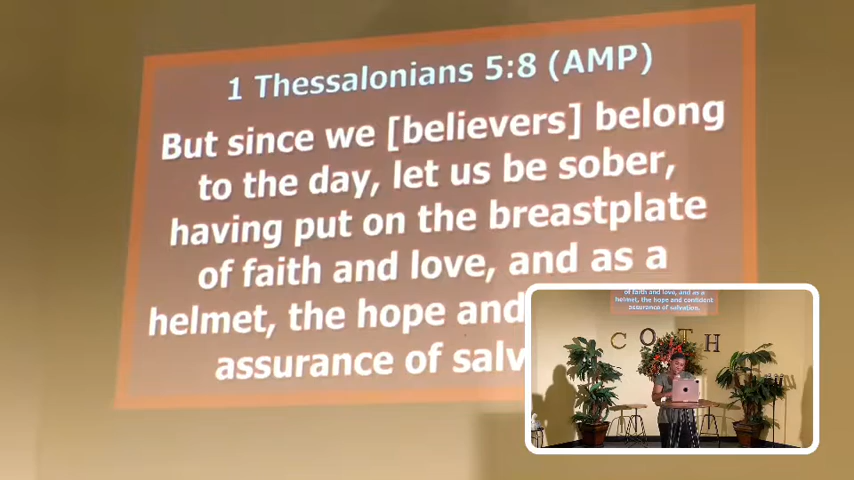 1 Thessalonians 5:8 (AMP)
But since we [believers] belong
to the day, let us be sober,
having put on the breastplate
of faith and love, and as a
helmet, the hope and
assurance of salv
of faith and love, and as a
helmet, the hope and confident
assurance of salvation.
COTH